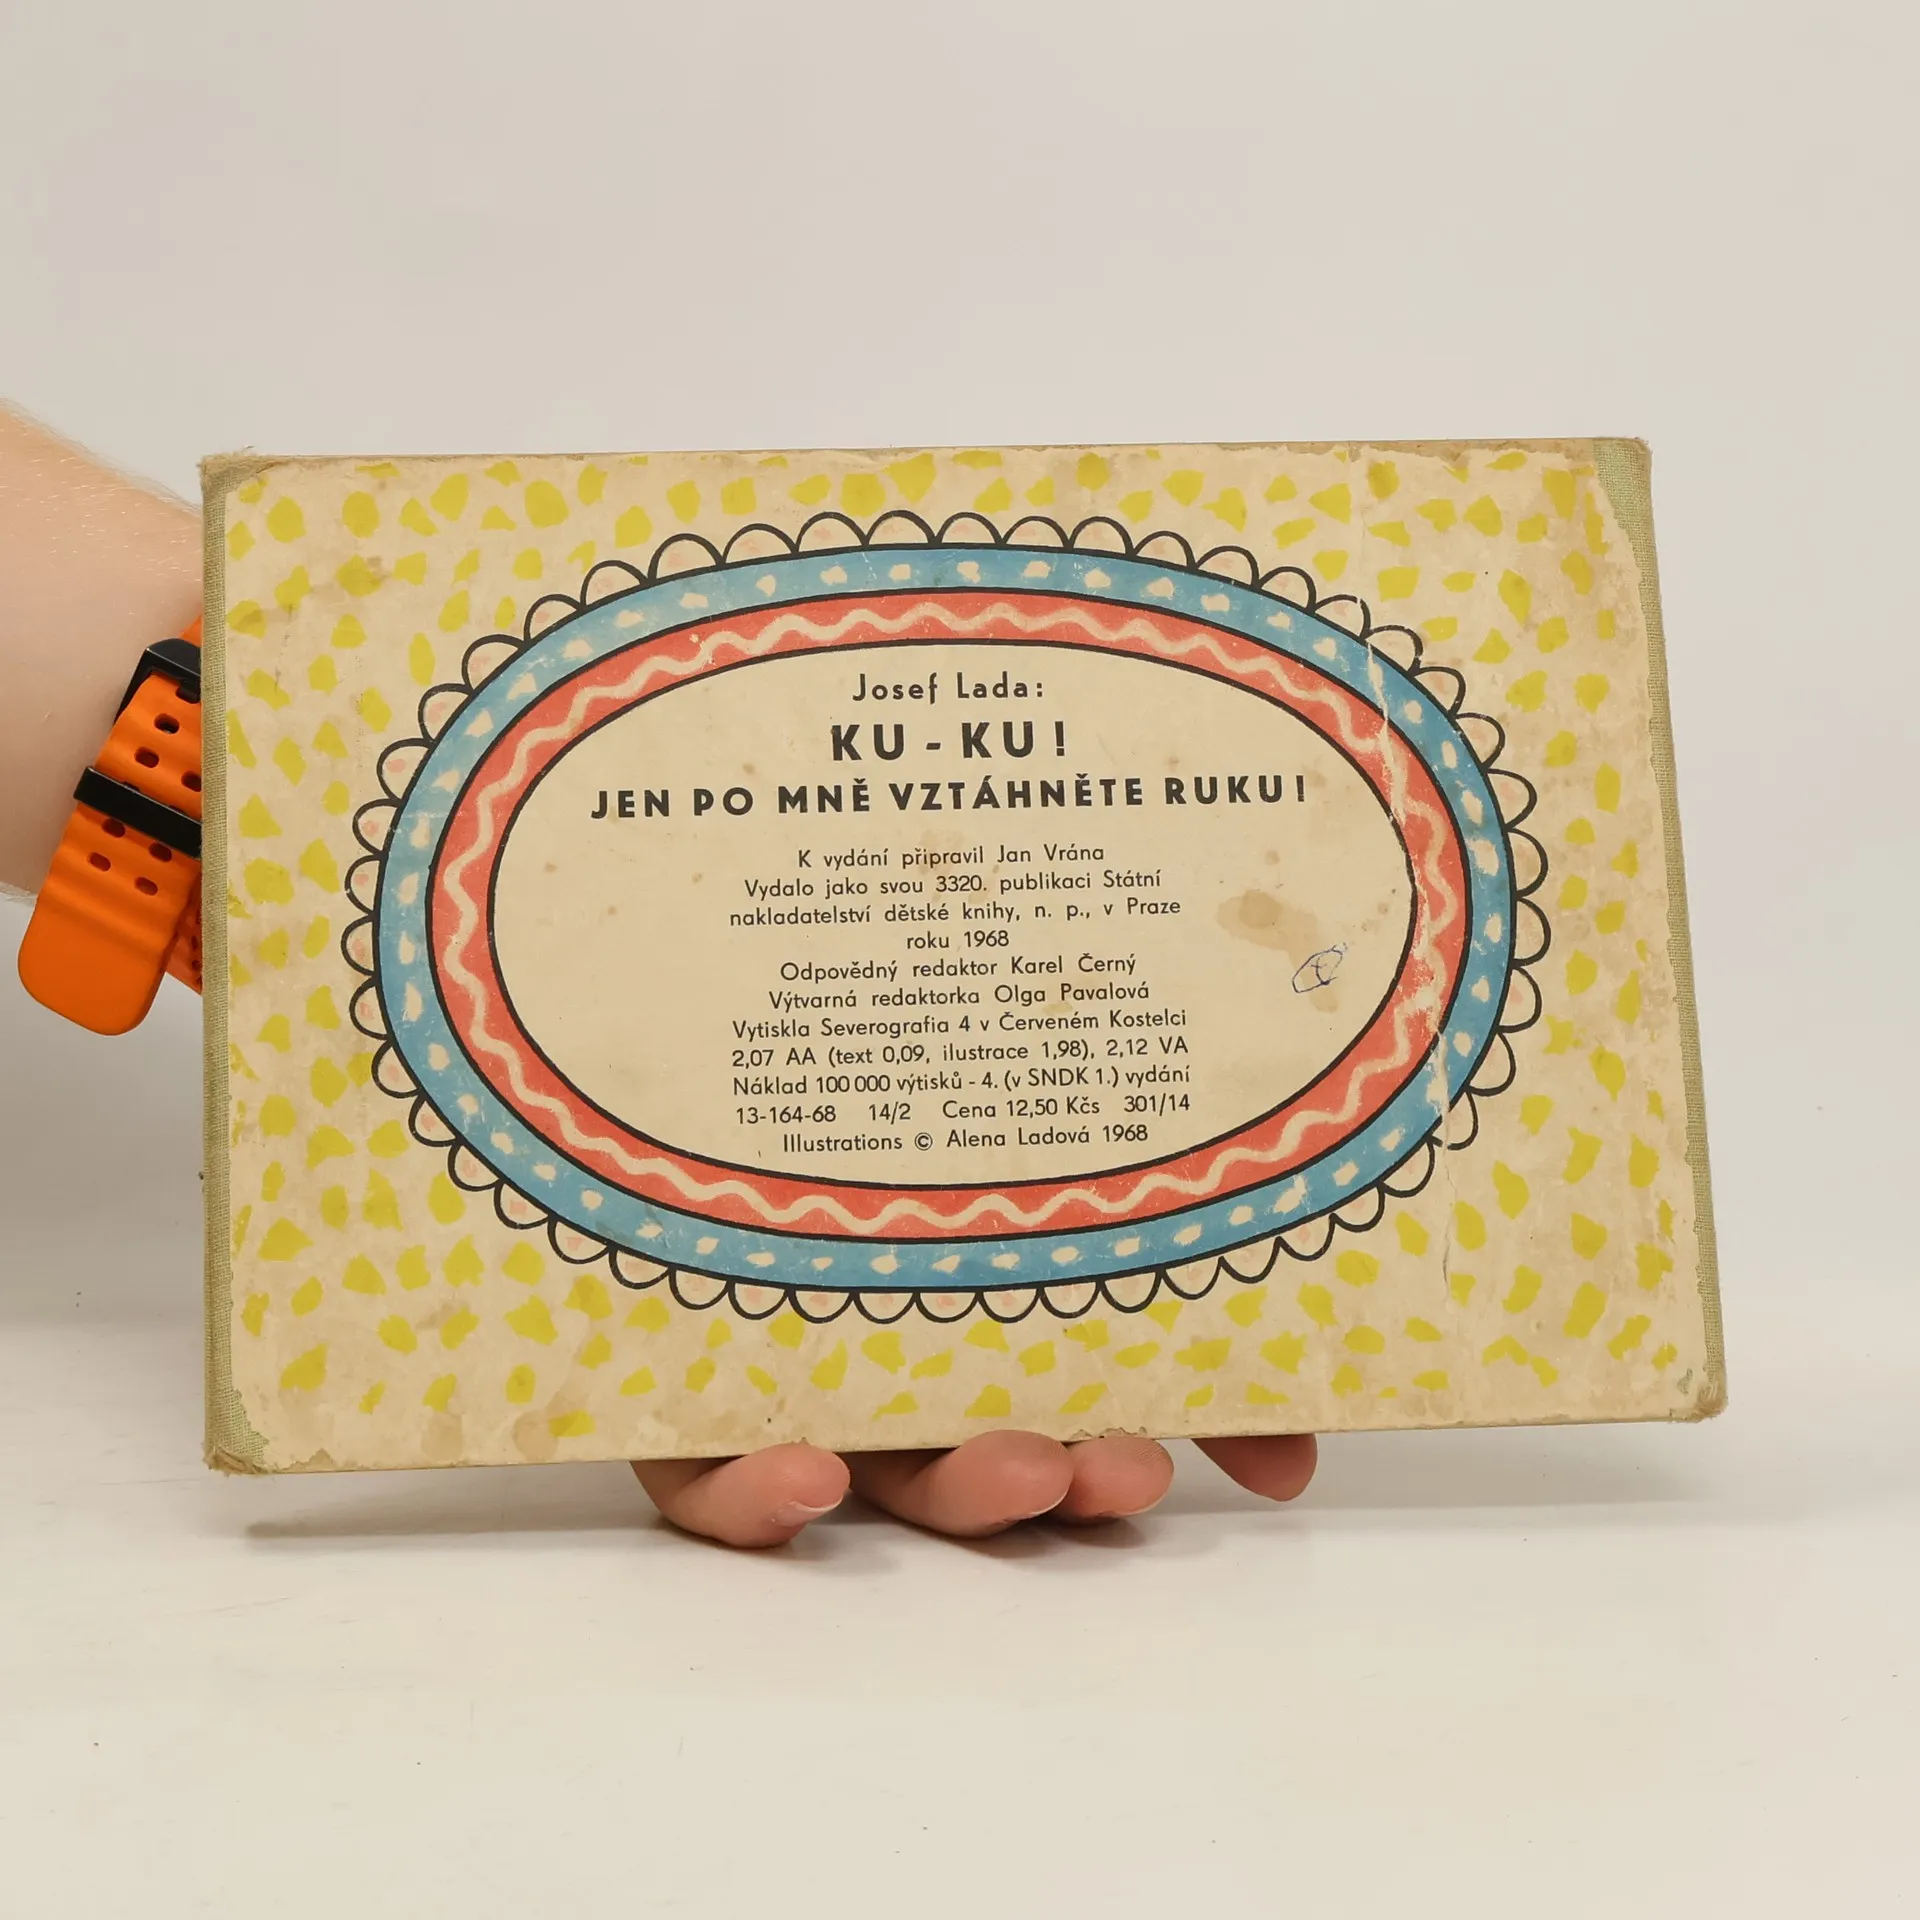 Josef Lada:
KU - KU!
JEN PO MNĚ VZTÁHNĚTE RUKU!
K vydání připravil Jan Vrána
Vydalo jako svou 3320. publikaci Státní
nakladatelství dětské knihy, n. p., v Praze
roku 1968
Odpovědný redaktor Karel Černý
Výtvarná redaktorka Olga Pavalová
Vytiskla Severografia 4 v Červeném Kostelci
2,07 AA (text 0,09, ilustrace 1,98), 2,12 VA
Náklad 100 000 výtisků - 4. (v SNDK 1.) vydání
13-164-68 14/2 Cena 12,50 Kčs 301/14
Illustrations © Alena Ladová 1968